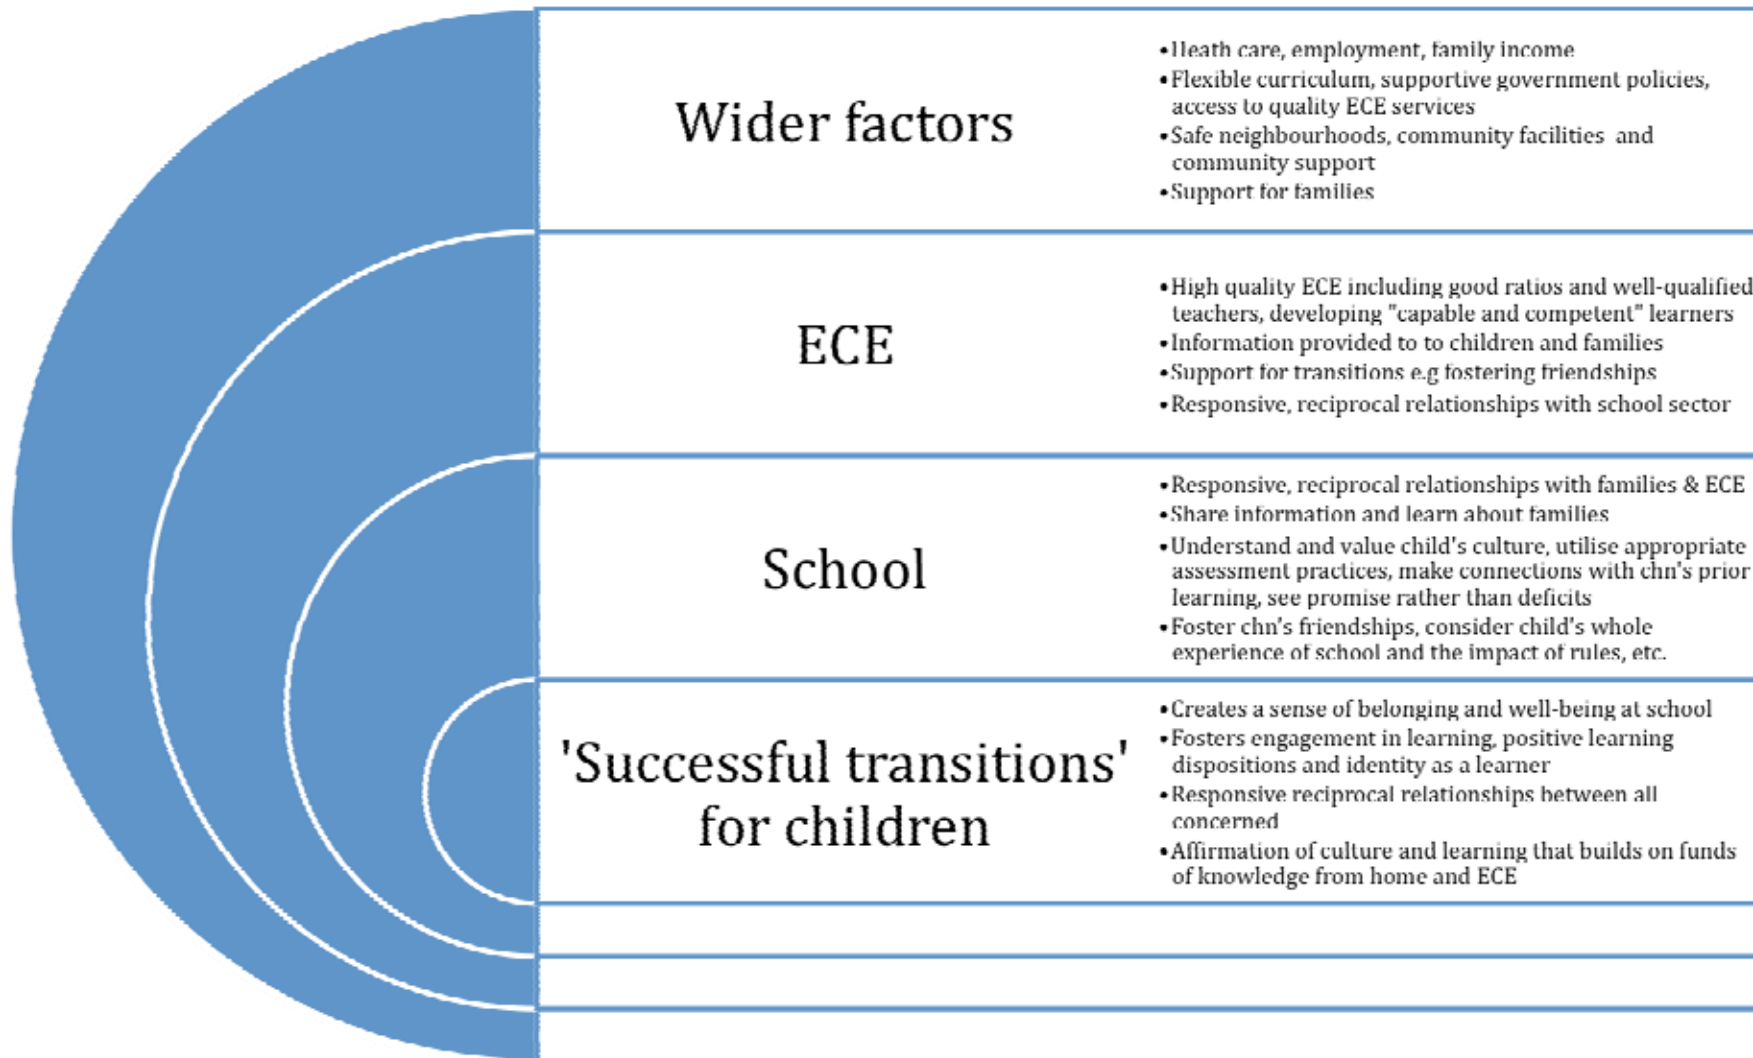 Wider factors
•Heath care, employment, family income
•Flexible curriculum, supportive government policies,
access to quality ECE services
•Safe neighbourhoods, community facilities and
community support
•Support for families
ECE
•High quality ECE including good ratios and well-qualified
teachers, developing "capable and competent" learners
•Information provided to to children and families
•Support for transitions e.g fostering friendships
•Responsive, reciprocal relationships with school sector
School
•Responsive, reciprocal relationships with families & ECE
•Share information and learn about families
•Understand and value child's culture, utilise appropriate
assessment practices, make connections with chn's prior
learning, see promise rather than deficits
•Foster chn's friendships, consider child's whole
experience of school and the impact of rules, etc.
'Successful transitions'
for children
•Creates a sense of belonging and well-being at school
•Fosters engagement in learning, positive learning
dispositions and identity as a learner
•Responsive reciprocal relationships between all
concerned
•Affirmation of culture and learning that builds on funds
of knowledge from home and ECE